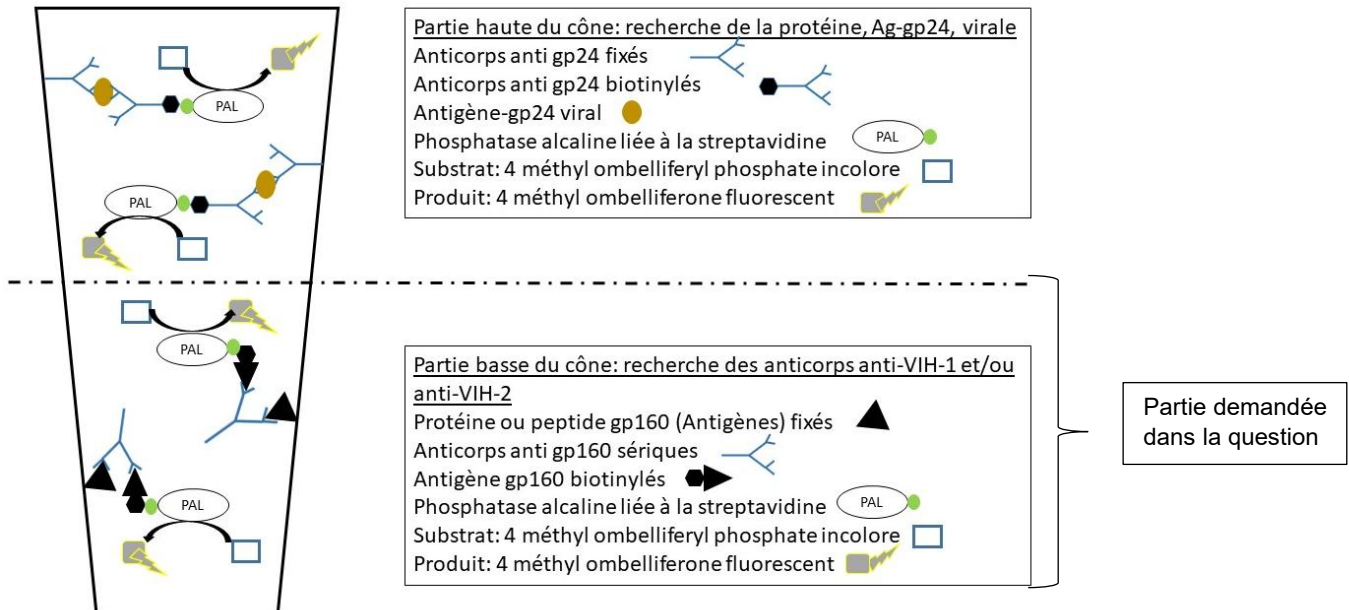 Partie haute du cône: recherche de la protéine, Ag-gp24, virale
Anticorps anti gp24 fixés
Anticorps anti gp24 biotinylés
Antigène-gp24 viral
Phosphatase alcaline liée à la streptavidine
PAL
Substrat: 4 méthyl ombelliferyl phosphate incolore
Produit: 4 méthyl ombelliferone fluorescent
PAL
PAL
PAL
Partie basse du cône: recherche des anticorps anti-VIH-1 et/ou
anti-VIH-2
Protéine ou peptide gp160 (Antigènes) fixés
Anticorps anti gp160 sériques
Antigène gp160 biotinylés
Phosphatase alcaline liée à la streptavidine
PAL
Substrat: 4 méthyl ombelliferyl phosphate incolore
Produit: 4 méthyl ombelliferone fluorescent
PAL
Partie demandée
dans la question